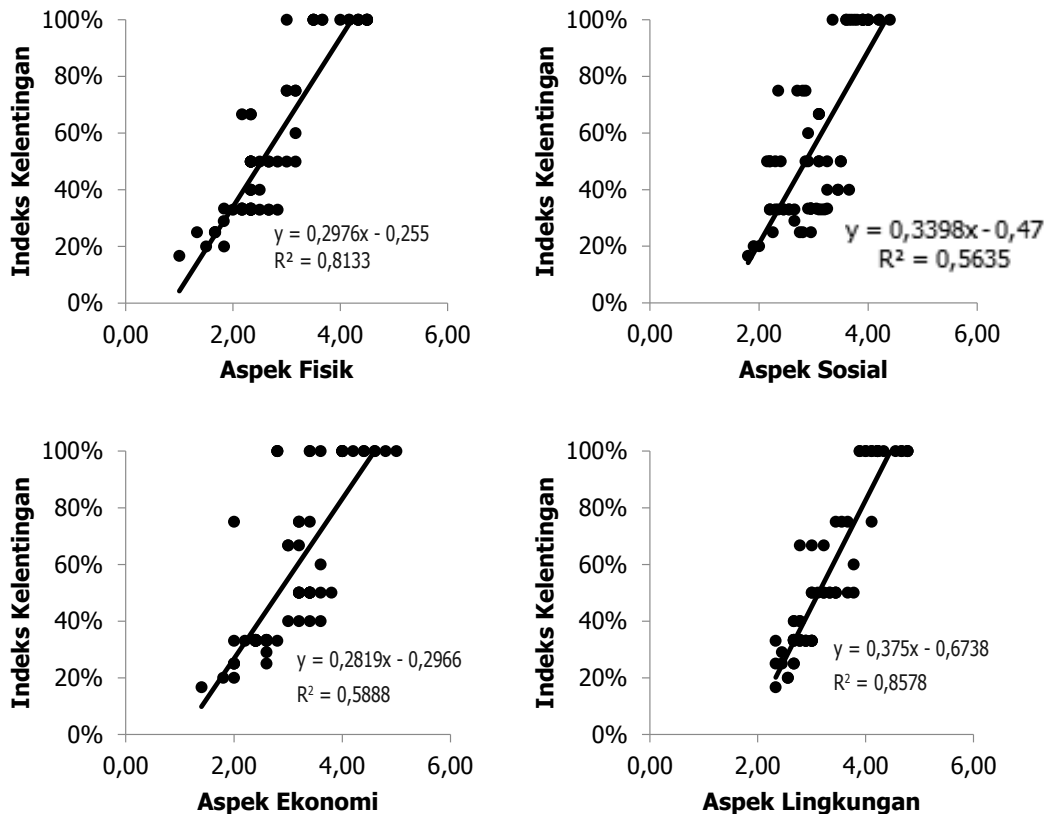 Indeks Kelentingan
100%
80%
60%
40%
20%
0%
0,00 2,00 4,00 6,00
Aspek Fisik
y = 0,2976x - 0,255
R² = 0,8133
Indeks Kelentingan
100%
80%
60%
40%
20%
0%
0,00 2,00 4,00 6,00
Aspek Sosial
y = 0,3398x - 0,47
R² = 0,5635
Indeks Kelentingan
100%
80%
60%
40%
20%
0%
0,00 2,00 4,00 6,00
Aspek Ekonomi
y = 0,2819x - 0,2966
R² = 0,5888
Indeks Kelentingan
100%
80%
60%
40%
20%
0%
0,00 2,00 4,00 6,00
Aspek Lingkungan
y = 0,375x - 0,6738
R² = 0,8578